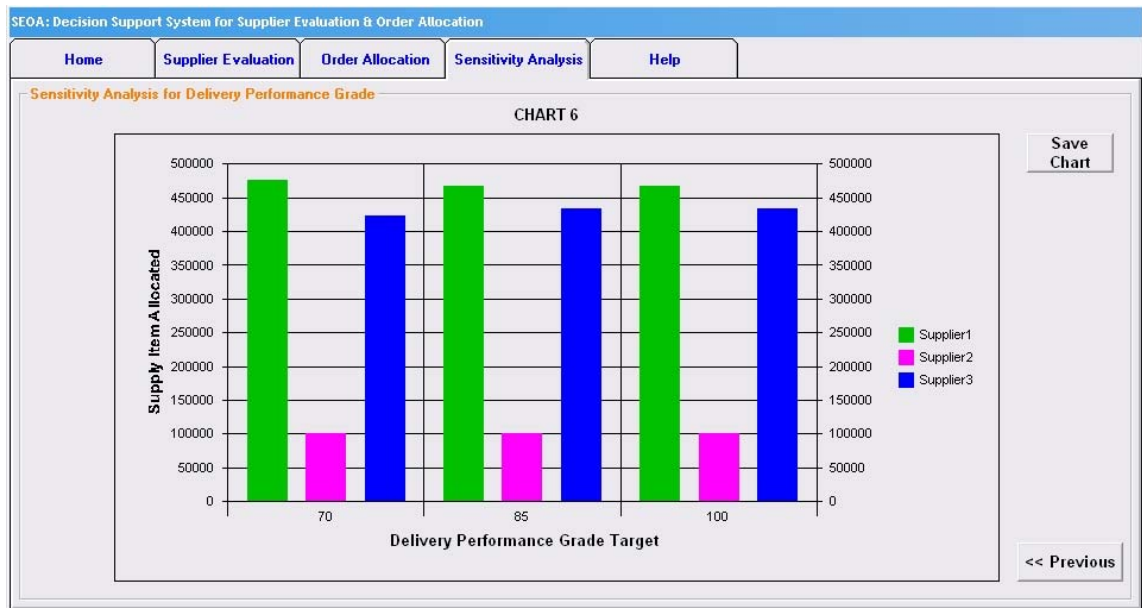 SEOA: Decision Support System for Supplier Evaluation & Order Allocation
Home Supplier Evaluation Order Allocation Sensitivity Analysis Help
Sensitivity Analysis for Delivery Performance Grade
CHART 6
Save
Chart
500000 500000
450000 450000
400000 400000
350000 350000
300000 300000
250000 250000
200000 200000
150000 150000
100000 100000
50000 50000
0 0
Supply Item Allocated
Supplier1
Supplier2
Supplier3
70 85 100
Delivery Performance Grade Target
<< Previous